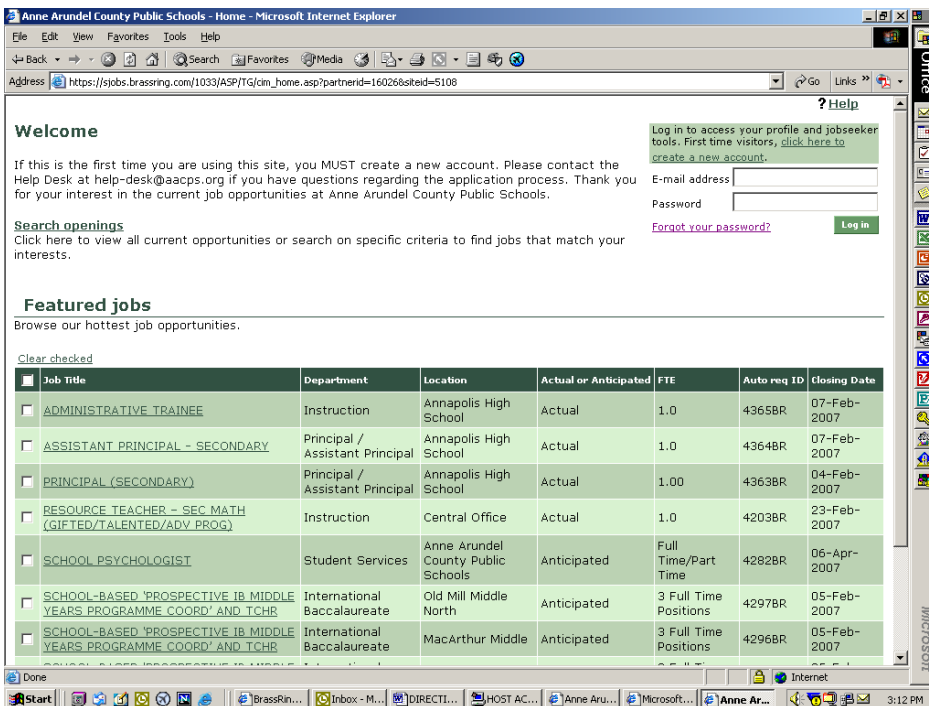 Anne Arundel County Public Schools - Home - Microsoft Internet Explorer
File Edit View Favorites Tools Help
Back Search Favorites Media
Address https://sjobs.brassring.com/1033/ASP/TG/cim_home.asp?partnerid=16026&siteid=5108 Go Links »
Office
? Help
Welcome
If this is the first time you are using this site, you MUST create a new account. Please contact the
Help Desk at help-desk@aacps.org if you have questions regarding the application process. Thank you
for your interest in the current job opportunities at Anne Arundel County Public Schools.
Log in to access your profile and jobseeker
tools. First time visitors, click here to
create a new account.
E-mail address
Password
Forgot your password? Log in
Search openings
Click here to view all current opportunities or search on specific criteria to find jobs that match your
interests.
Featured jobs
Browse our hottest job opportunities.
Clear checked
Job Title Department Location Actual or Anticipated FTE Auto req ID Closing Date
ADMINISTRATIVE TRAINEE Instruction Annapolis High School Actual 1.0 4365BR 07-Feb-2007
ASSISTANT PRINCIPAL - SECONDARY Principal / Assistant Principal Annapolis High School Actual 1.0 4364BR 07-Feb-2007
PRINCIPAL (SECONDARY) Principal / Assistant Principal Annapolis High School Actual 1.00 4363BR 04-Feb-2007
RESOURCE TEACHER - SEC MATH (GIFTED/TALENTED/ADV PROG) Instruction Central Office Actual 1.0 4203BR 23-Feb-2007
SCHOOL PSYCHOLOGIST Student Services Anne Arundel County Public Schools Anticipated Full Time/Part Time 4282BR 06-Apr-2007
SCHOOL-BASED 'PROSPECTIVE IB MIDDLE YEARS PROGRAMME COORD' AND TCHR International Baccalaureate Old Mill Middle North Anticipated 3 Full Time Positions 4297BR 05-Feb-2007
SCHOOL-BASED 'PROSPECTIVE IB MIDDLE YEARS PROGRAMME COORD' AND TCHR International Baccalaureate MacArthur Middle Anticipated 3 Full Time Positions 4296BR 05-Feb-2007
Microsoft
Done Internet
Start BrassRin... Inbox - M... DIRECTI... HOST AC... Anne Aru... Microsoft... Anne Ar... 3:12 PM